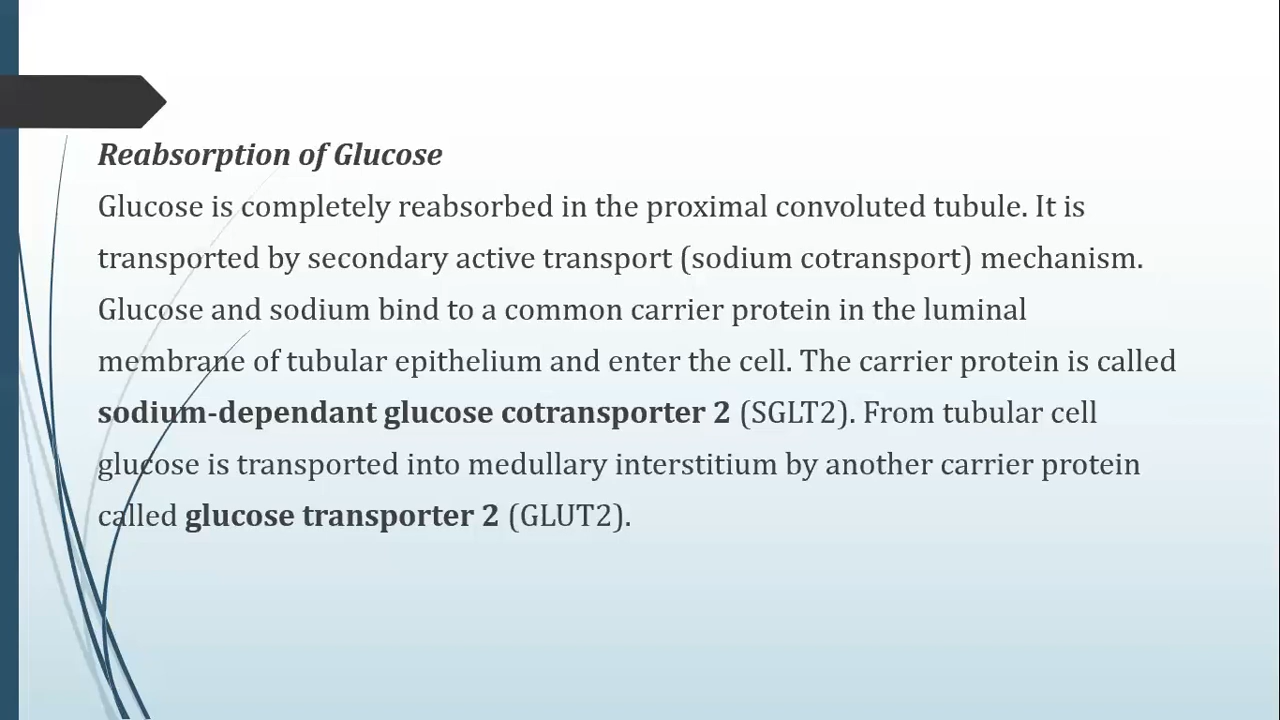 Reabsorption of Glucose
Glucose is completely reabsorbed in the proximal convoluted tubule. It is
transported by secondary active transport (sodium cotransport) mechanism.
Glucose and sodium bind to a common carrier protein in the luminal
membrane of tubular epithelium and enter the cell. The carrier protein is called
sodium-dependant glucose cotransporter 2 (SGLT2). From tubular cell
glucose is transported into medullary interstitium by another carrier protein
called glucose transporter 2 (GLUT2).